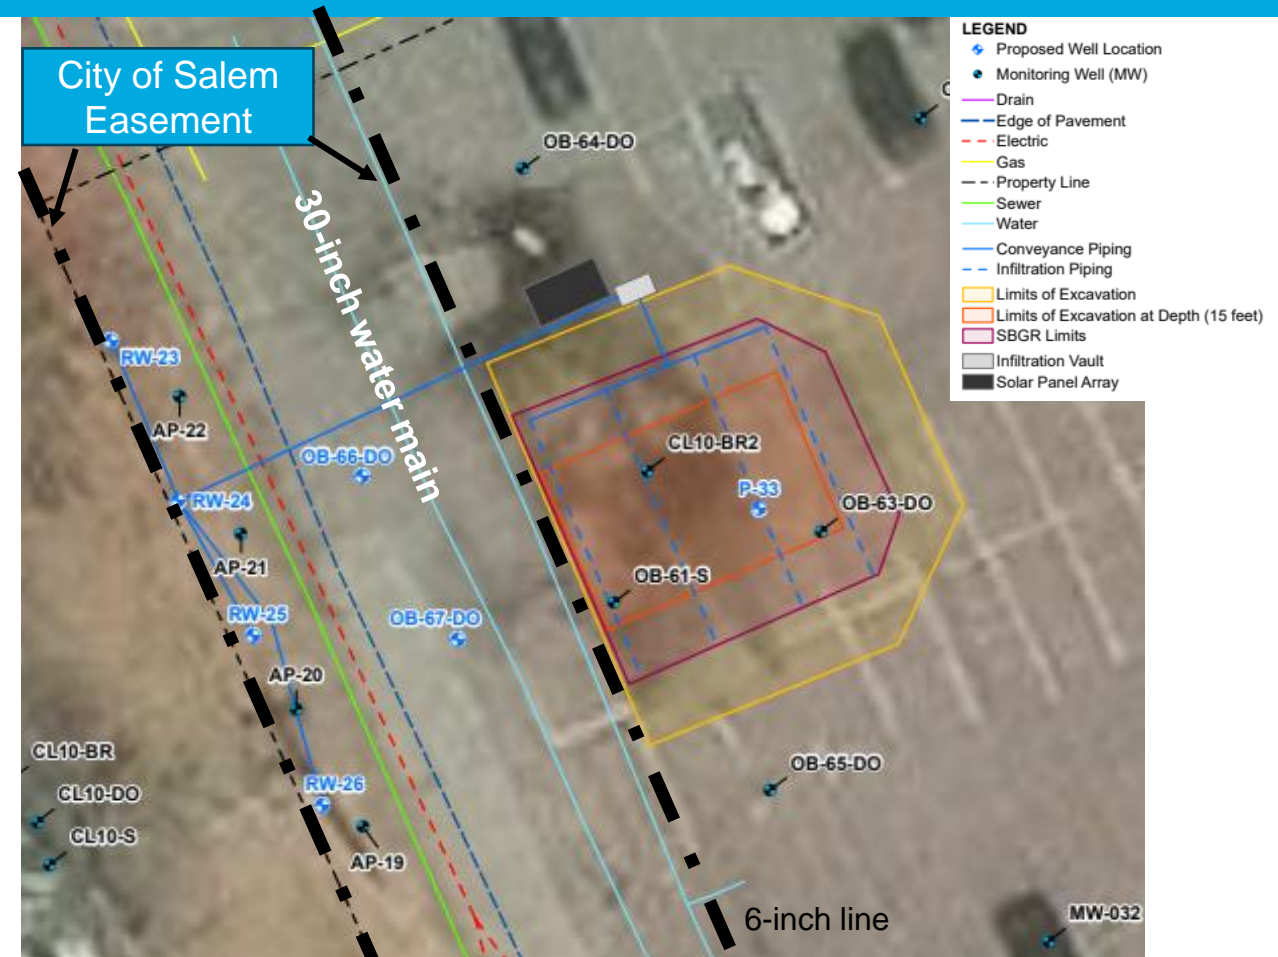 City of Salem
Easement
LEGEND
Proposed Well Location
Monitoring Well (MW)
Drain
Edge of Pavement
Electric
Gas
Property Line
Sewer
Water
Conveyance Piping
Infiltration Piping
Limits of Excavation
Limits of Excavation at Depth (15 feet)
SBGR Limits
Infiltration Vault
Solar Panel Array
OB-64-DO
30-inch water main
RW-23
AP-22
OB-66-DO
CL10-BR2
RW-24
P-33
OB-63-DO
AP-21
OB-61-S
RW-25
OB-67-DO
AP-20
CL10-BR
OB-65-DO
RW-26
CL10-DO
CL10-S
AP-19
6-inch line
MW-032